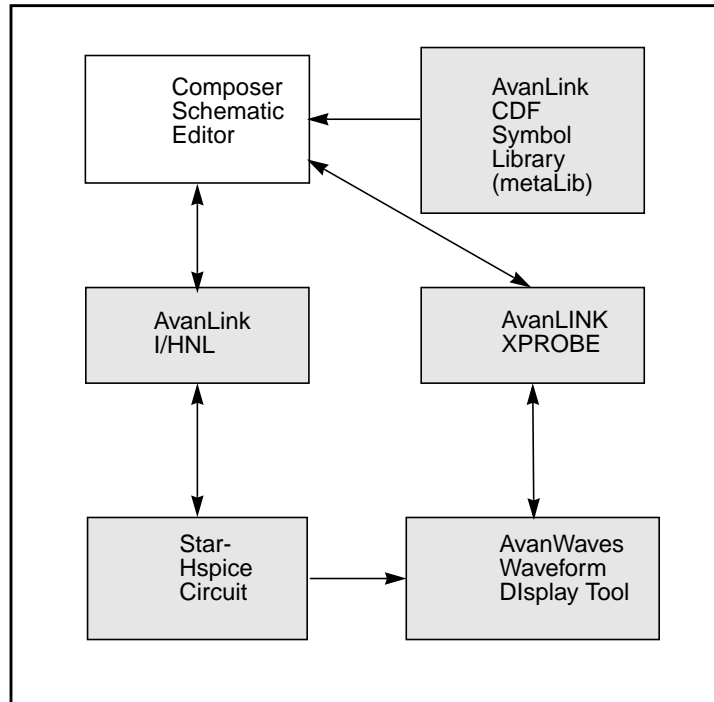 Composer
Schematic
Editor
AvanLink
CDF
Symbol
Library
(metaLib)
AvanLink
I/HNL
AvanLINK
XPROBE
Star-
Hspice
Circuit
AvanWaves
Waveform
DIsplay Tool